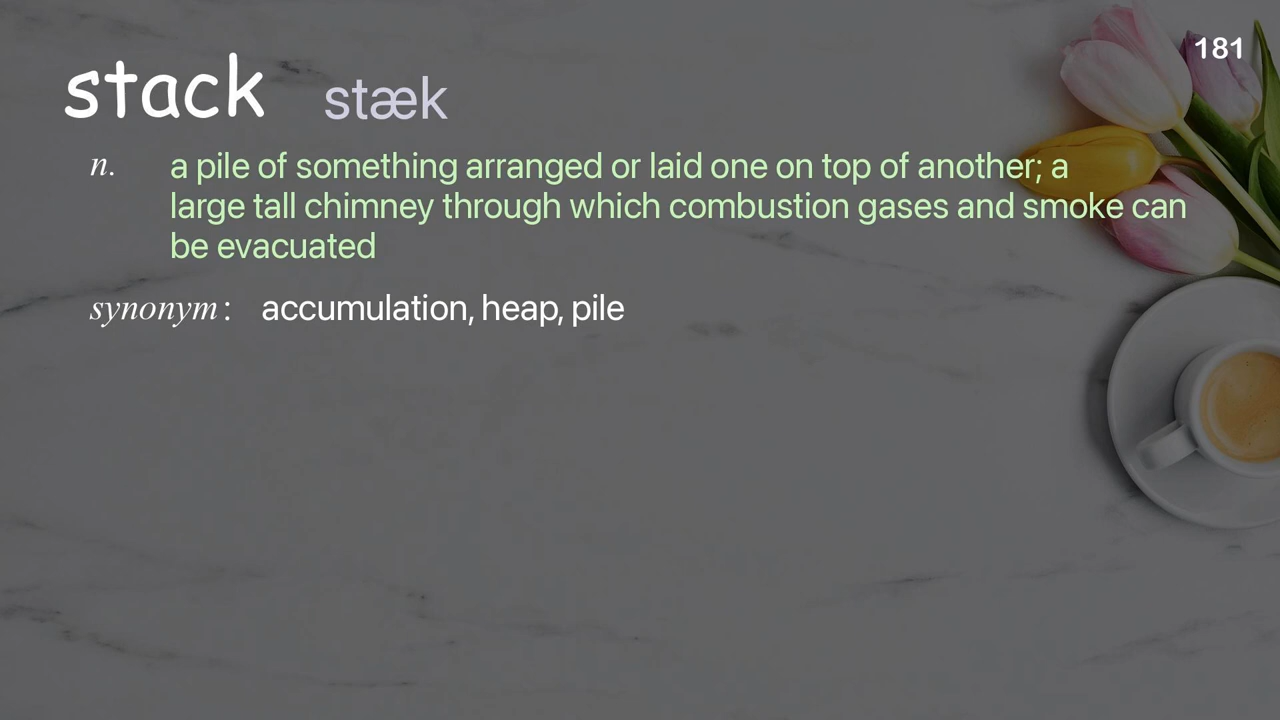 181
stack stæk
n. a pile of something arranged or laid one on top of another; a
large tall chimney through which combustion gases and smoke can
be evacuated
synonym: accumulation, heap, pile